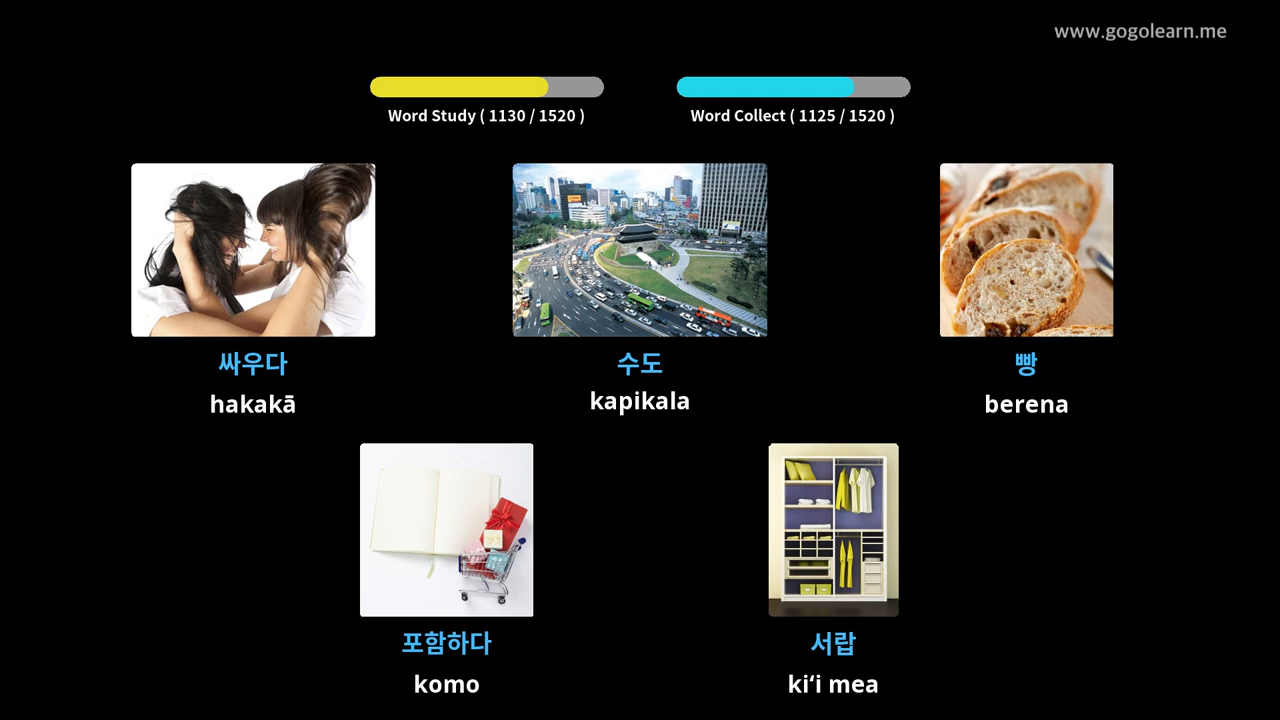 www.gogolearn.me
Word Study ( 1130 / 1520 )
Word Collect ( 1125 / 1520 )
싸우다
hakakā
수도
kapikala
빵
berena
포함하다
komo
서랍
kiʻi mea